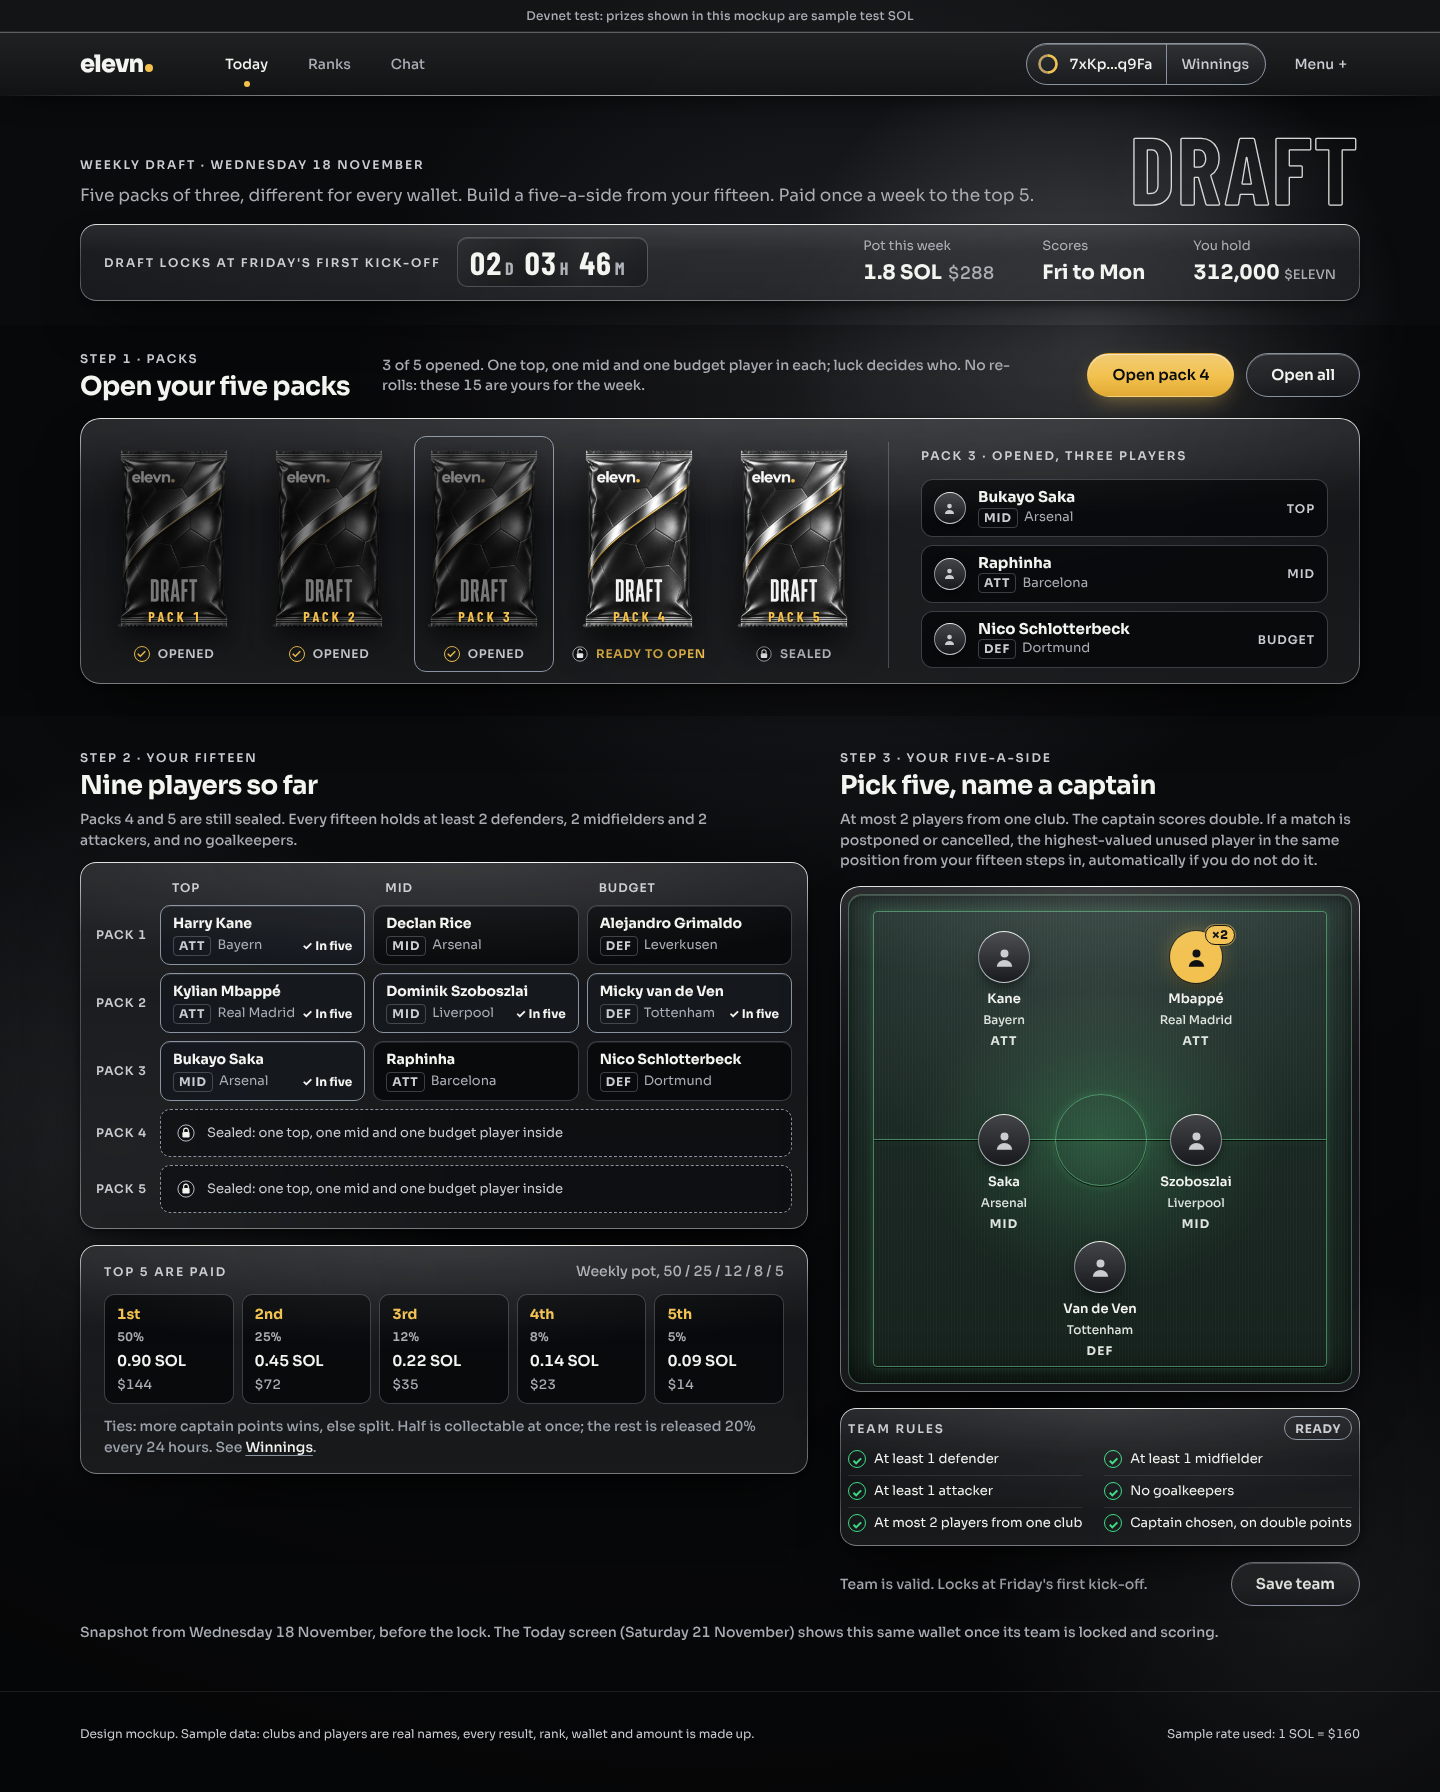 Devnet test: prizes shown in this mockup are sample test SOL
elevn.
Today
Ranks
Chat
7xKp...q9Fa
Winnings
Menu +
WEEKLY DRAFT · WEDNESDAY 18 NOVEMBER
Five packs of three, different for every wallet. Build a five-a-side from your fifteen. Paid once a week to the top 5.
DRAFT
DRAFT LOCKS AT FRIDAY'S FIRST KICK-OFF
02 D 03 H 46 M
Pot this week
1.8 SOL $288
Scores
Fri to Mon
You hold
312,000 $ELEVN
STEP 1 · PACKS
Open your five packs
3 of 5 opened. One top, one mid and one budget player in each; luck decides who. No re-
rolls: these 15 are yours for the week.
Open pack 4
Open all
elevn.
DRAFT
PACK 1
OPENED
elevn.
DRAFT
PACK 2
OPENED
elevn.
DRAFT
PACK 3
OPENED
elevn.
DRAFT
PACK 4
READY TO OPEN
elevn.
DRAFT
PACK 5
SEALED
PACK 3 · OPENED, THREE PLAYERS
Bukayo Saka
MID Arsenal
TOP
Raphinha
ATT Barcelona
MID
Nico Schlotterbeck
DEF Dortmund
BUDGET
STEP 2 · YOUR FIFTEEN
Nine players so far
Packs 4 and 5 are still sealed. Every fifteen holds at least 2 defenders, 2 midfielders and 2
attackers, and no goalkeepers.
TOP
MID
BUDGET
PACK 1
Harry Kane
ATT Bayern ✓ In five
Declan Rice
MID Arsenal
Alejandro Grimaldo
DEF Leverkusen
PACK 2
Kylian Mbappé
ATT Real Madrid ✓ In five
Dominik Szoboszlai
MID Liverpool ✓ In five
Micky van de Ven
DEF Tottenham ✓ In five
PACK 3
Bukayo Saka
MID Arsenal ✓ In five
Raphinha
ATT Barcelona
Nico Schlotterbeck
DEF Dortmund
PACK 4
Sealed: one top, one mid and one budget player inside
PACK 5
Sealed: one top, one mid and one budget player inside
TOP 5 ARE PAID
Weekly pot, 50 / 25 / 12 / 8 / 5
1st
50%
0.90 SOL
$144
2nd
25%
0.45 SOL
$72
3rd
12%
0.22 SOL
$35
4th
8%
0.14 SOL
$23
5th
5%
0.09 SOL
$14
Ties: more captain points wins, else split. Half is collectable at once; the rest is released 20%
every 24 hours. See Winnings.
STEP 3 · YOUR FIVE-A-SIDE
Pick five, name a captain
At most 2 players from one club. The captain scores double. If a match is
postponed or cancelled, the highest-valued unused player in the same
position from your fifteen steps in, automatically if you do not do it.
Kane
Bayern
ATT
×2
Mbappé
Real Madrid
ATT
Saka
Arsenal
MID
Szoboszlai
Liverpool
MID
Van de Ven
Tottenham
DEF
TEAM RULES
READY
At least 1 defender
At least 1 midfielder
At least 1 attacker
No goalkeepers
At most 2 players from one club
Captain chosen, on double points
Team is valid. Locks at Friday's first kick-off.
Save team
Snapshot from Wednesday 18 November, before the lock. The Today screen (Saturday 21 November) shows this same wallet once its team is locked and scoring.
Design mockup. Sample data: clubs and players are real names, every result, rank, wallet and amount is made up.
Sample rate used: 1 SOL = $160